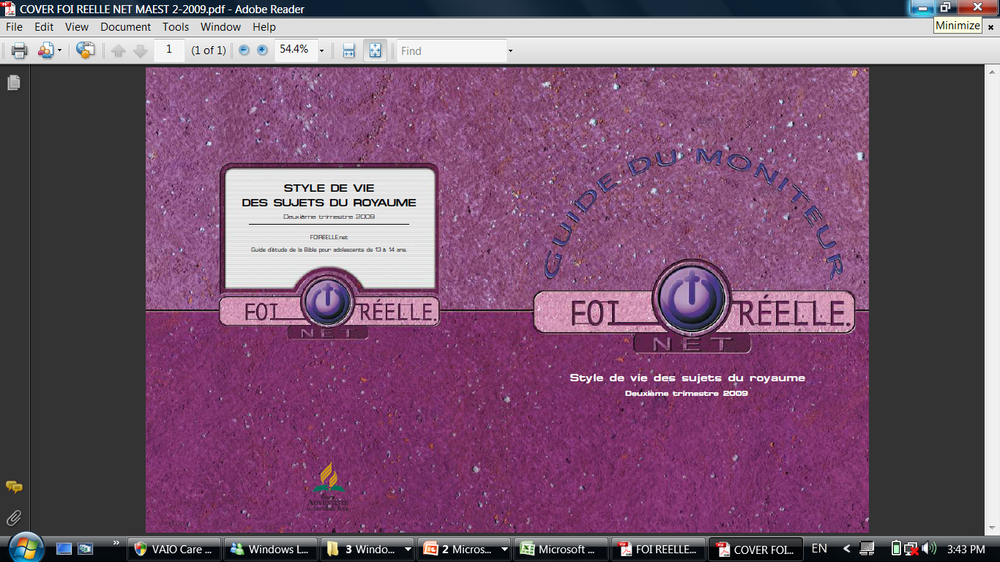 COVER FOI REELLE NET MAEST 2-2009.pdf - Adobe Reader
Minimize
File Edit View Document Tools Window Help
1 (1 of 1) 54.4% Find
STYLE DE VIE
DES SUJETS DU ROYAUME
Deuxième trimestre 2009
FOIRÉELLE.net
Guide d'étude de la Bible pour adolescents de 13 à 14 ans.
FOI RÉELLE.
NET
ADVENTISTE
DU SEPTIÈME JOUR
GUIDE DU MONITEUR
FOI RÉELLE.
NET
Style de vie des sujets du royaume
Deuxième trimestre 2009
VAIO Care ... Windows L... 3 Windo... 2 Micros... Microsoft ... FOI REELLE... COVER FOI... EN 3:43 PM